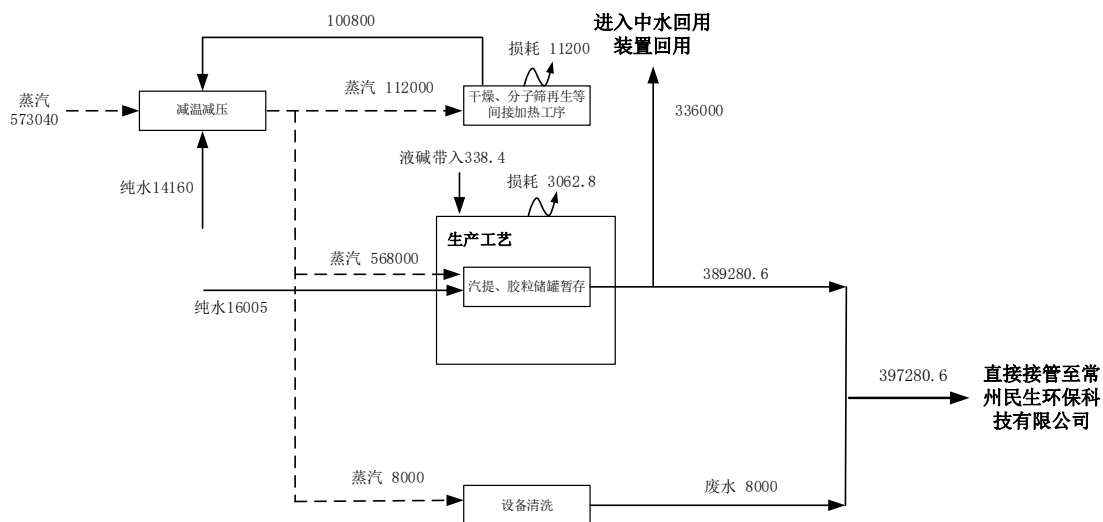 100800
进入中水回用
装置回用
损耗 11200
蒸汽
573040
减温减压
蒸汽 112000
干燥、分子筛再生等
间接加热工序
336000
纯水14160
液碱带入338.4
损耗 3062.8
生产工艺
蒸汽 568000
汽提、胶粒储罐暂存
389280.6
纯水16005
397280.6
直接接管至常
州民生环保科
技有限公司
蒸汽 8000
设备清洗
废水 8000